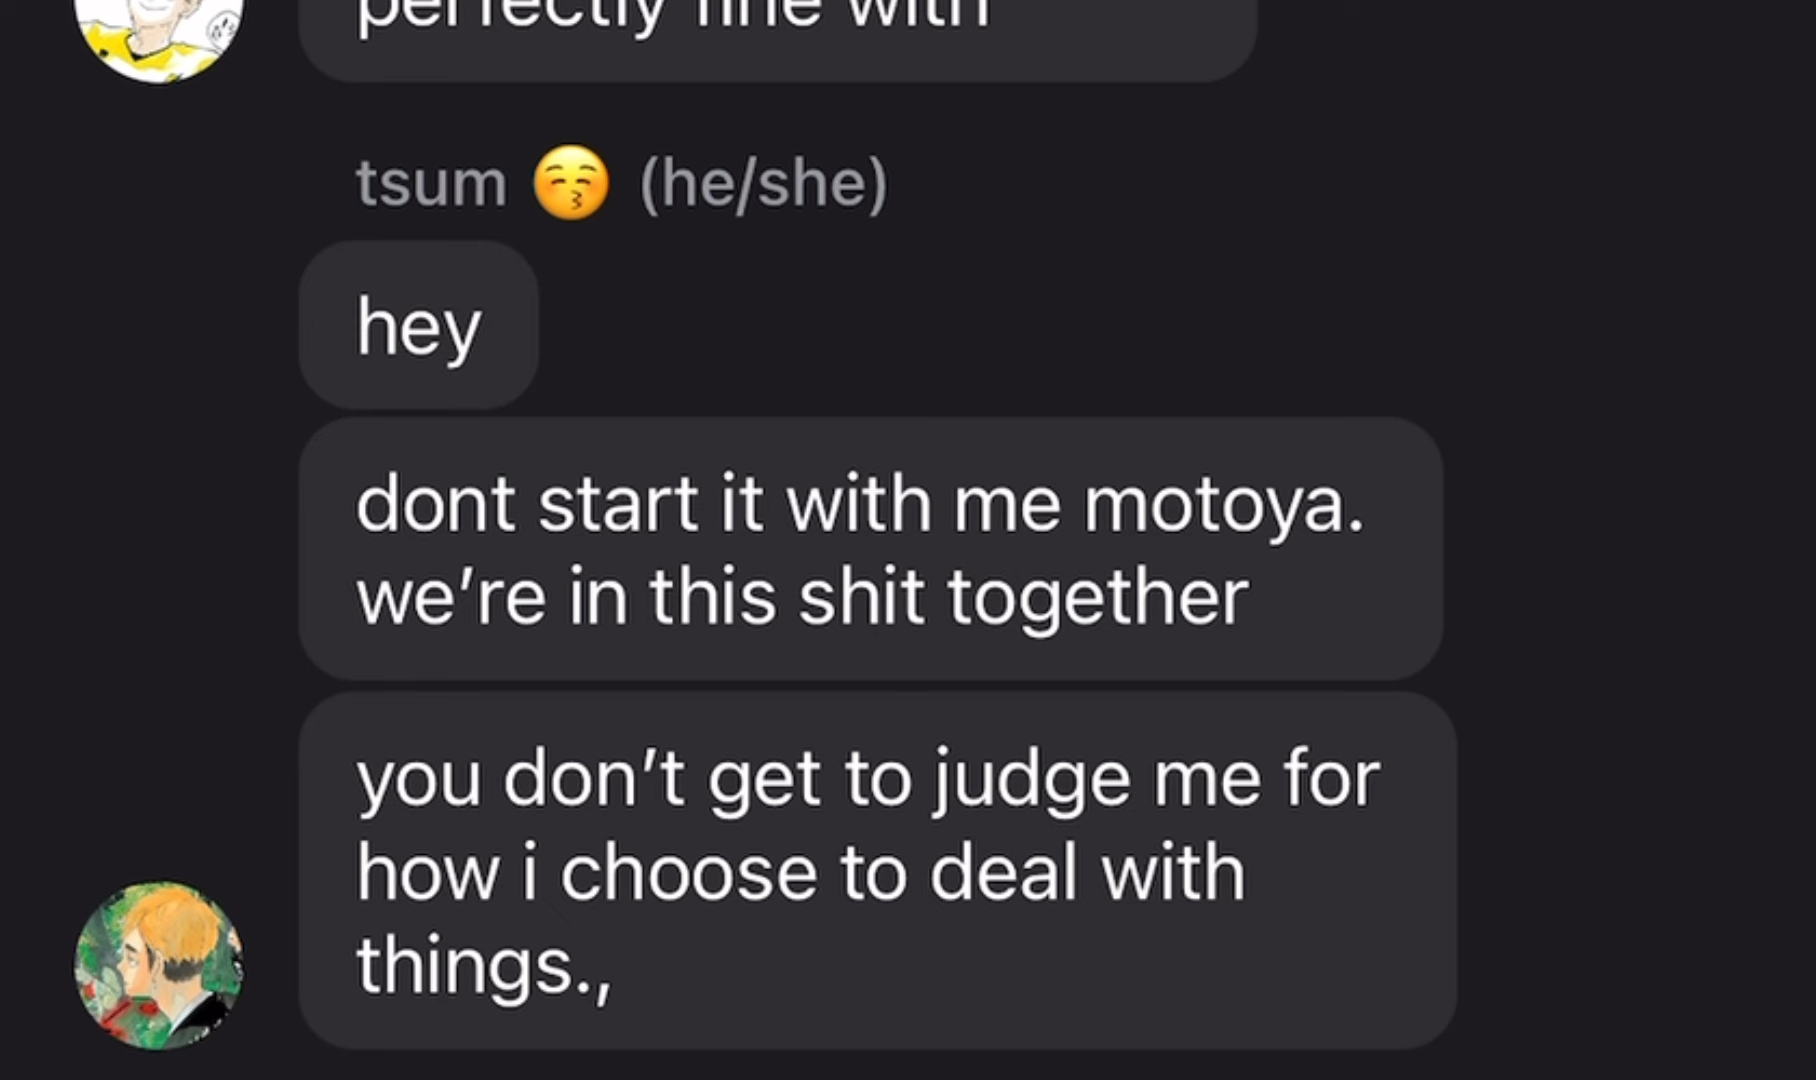 perfectly fine with
tsum 😚 (he/she)
hey
dont start it with me motoya.
we’re in this shit together
you don’t get to judge me for
how i choose to deal with
things.,